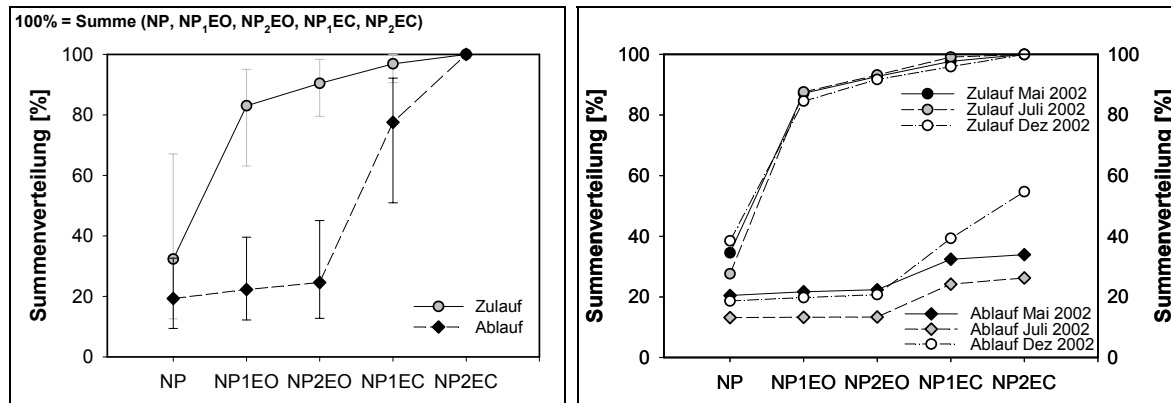 100% = Summe (NP, NP₁EO, NP₂EO, NP₁EC, NP₂EC)
Summenverteilung [%]
100
80
60
40
20
0
NP NP1EO NP2EO NP1EC NP2EC
Zulauf
Ablauf
Summenverteilung [%]
100
80
60
40
20
0
NP NP1EO NP2EO NP1EC NP2EC
Zulauf Mai 2002
Zulauf Juli 2002
Zulauf Dez 2002
Ablauf Mai 2002
Ablauf Juli 2002
Ablauf Dez 2002
100
80
60
40
20
0
Summenverteilung [%]